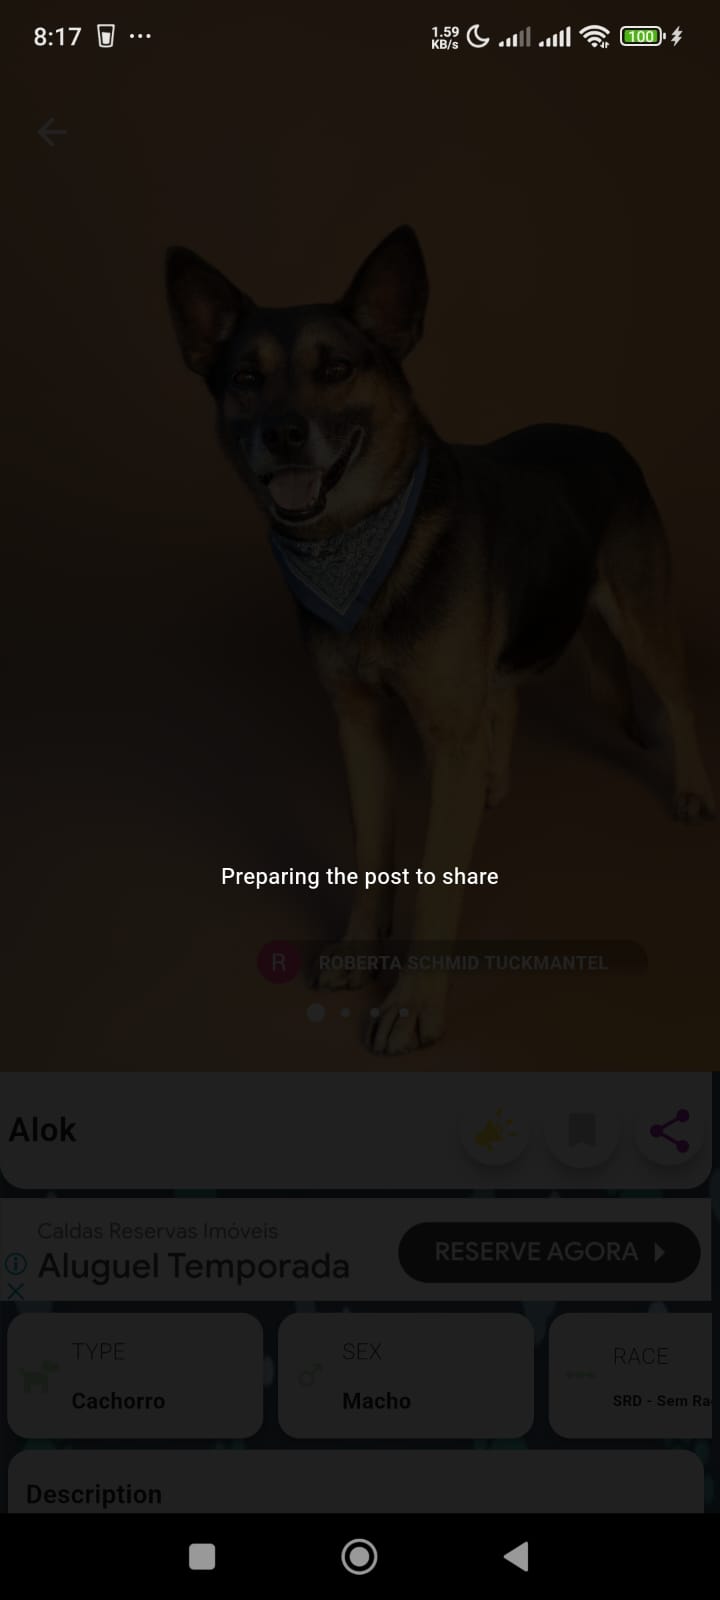 8:17
1.59
KB/s
100
Preparing the post to share
R
ROBERTA SCHMID TUCKMANTEL
Alok
Caldas Reservas Imóveis
Aluguel Temporada
RESERVE AGORA
TYPE
Cachorro
SEX
Macho
RACE
SRD - Sem Ra
Description